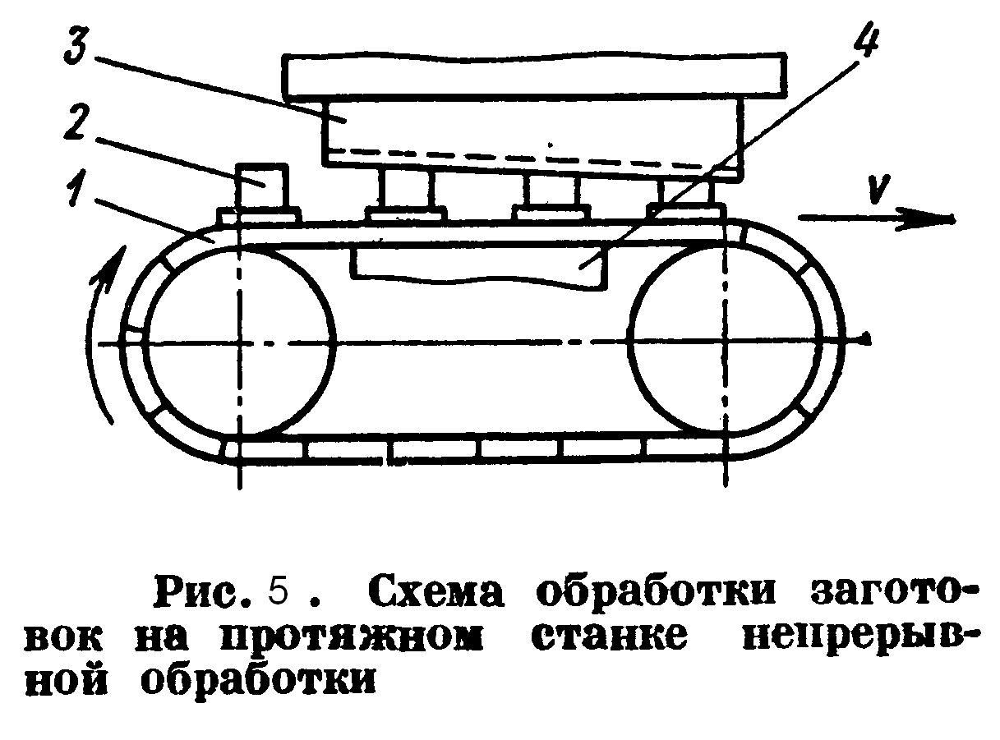 3
4
2
1
V
Рис. 5 . Схема обработки загото-
вок на протяжном станке непрерыв-
ной обработки